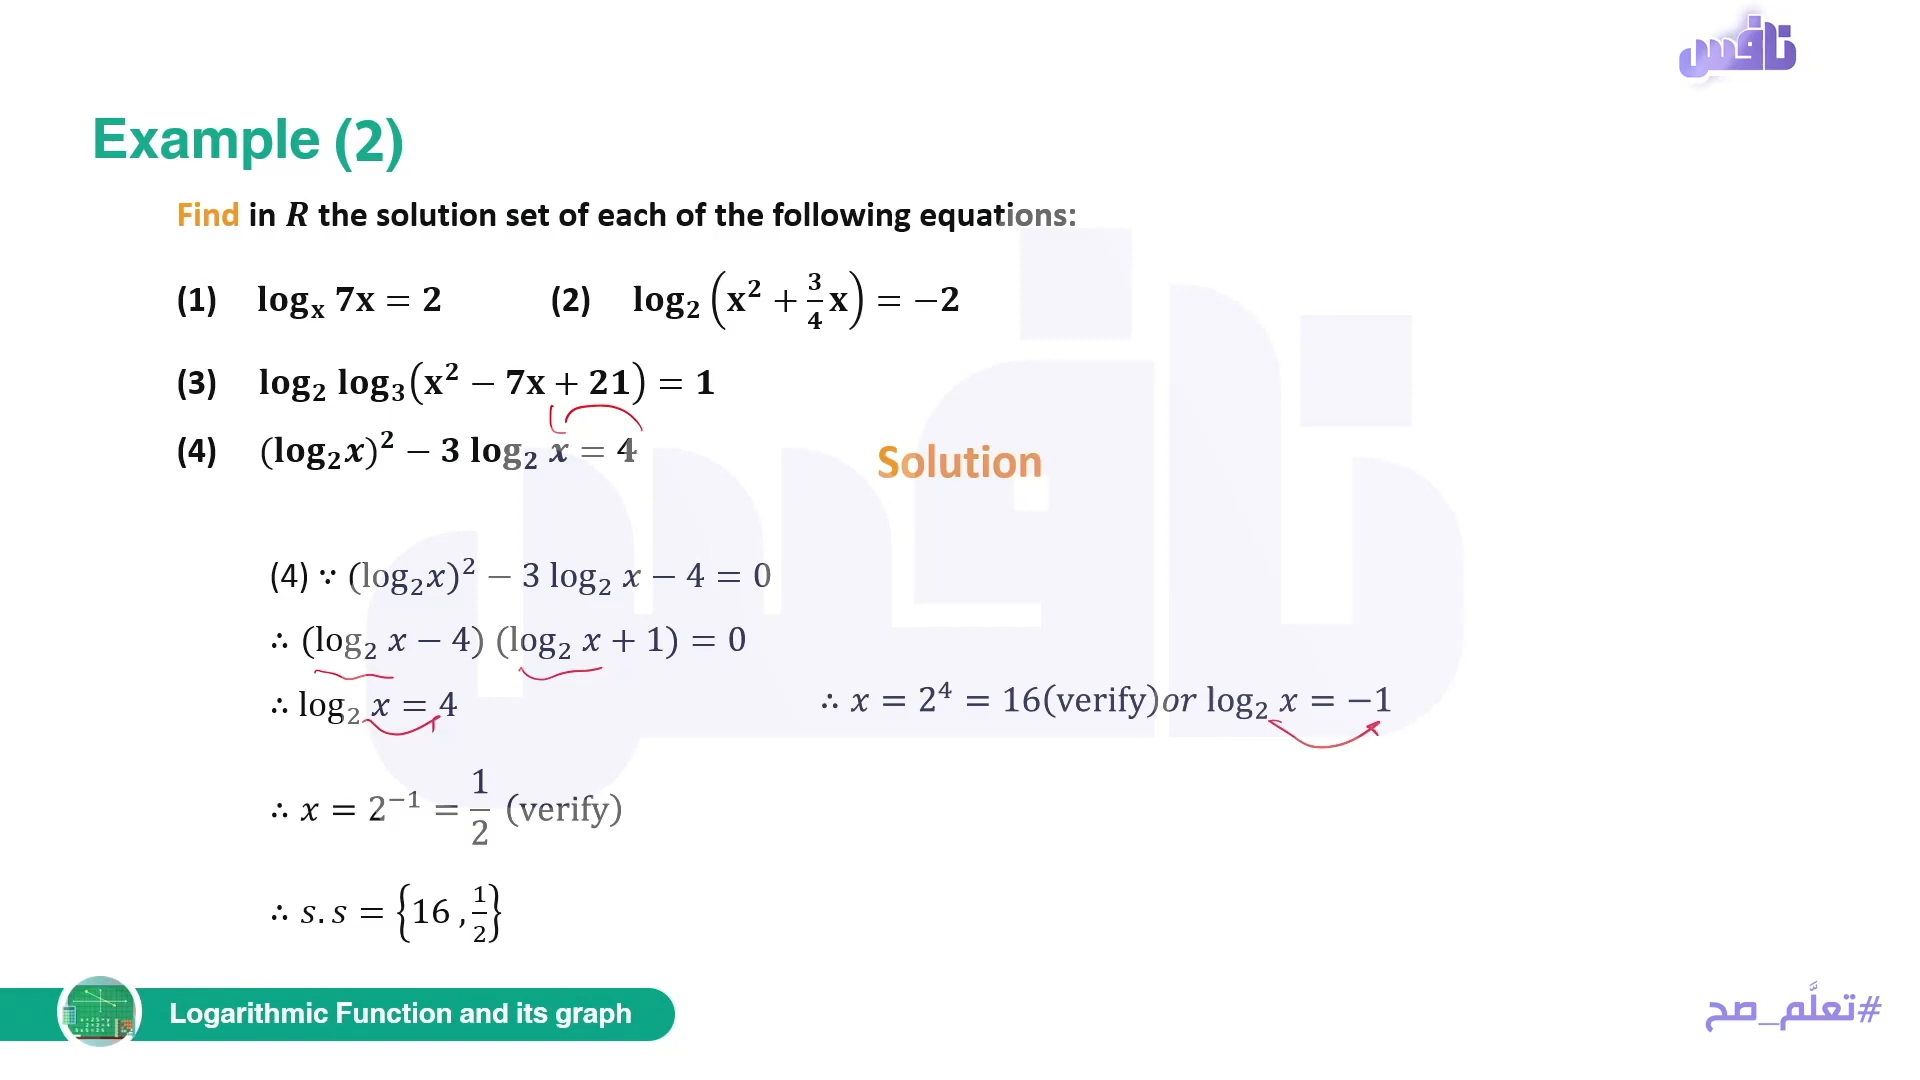 نافس
Example (2)
Find in R the solution set of each of the following equations:
(1) logₓ 7x = 2 (2) log₂ (x² + 3/4 x) = −2
(3) log₂ log₃(x² − 7x + 21) = 1
(4) (log₂x)² − 3 log₂ x = 4
Solution
(4) ∵ (log₂x)² − 3 log₂ x − 4 = 0
∴ (log₂ x − 4) (log₂ x + 1) = 0
∴ log₂ x = 4 ∴ x = 2⁴ = 16(verify)or log₂ x = −1
∴ x = 2⁻¹ = 1/2 (verify)
∴ s.s = {16 , 1/2}
Logarithmic Function and its graph
#تعلَّم_صح